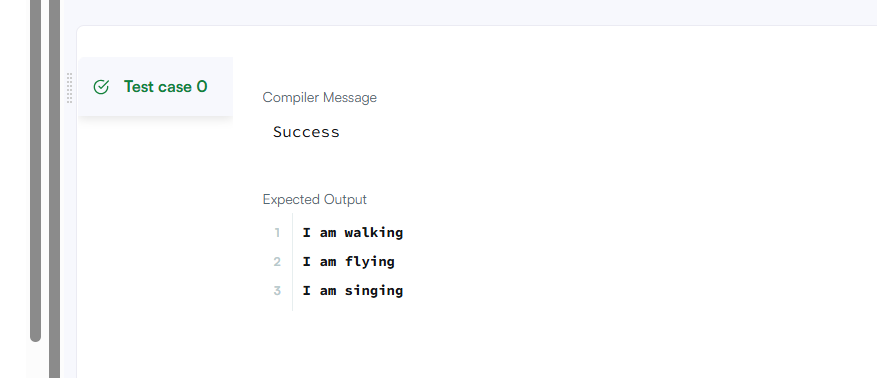 Test case 0
Compiler Message
Success
Expected Output
1 I am walking
2 I am flying
3 I am singing